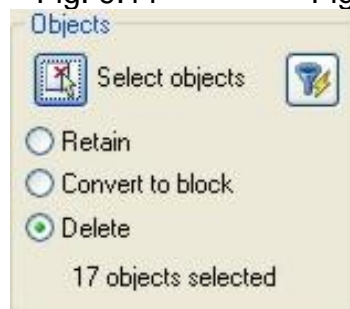 Objects
Select objects
Retain
Convert to block
Delete
17 objects selected